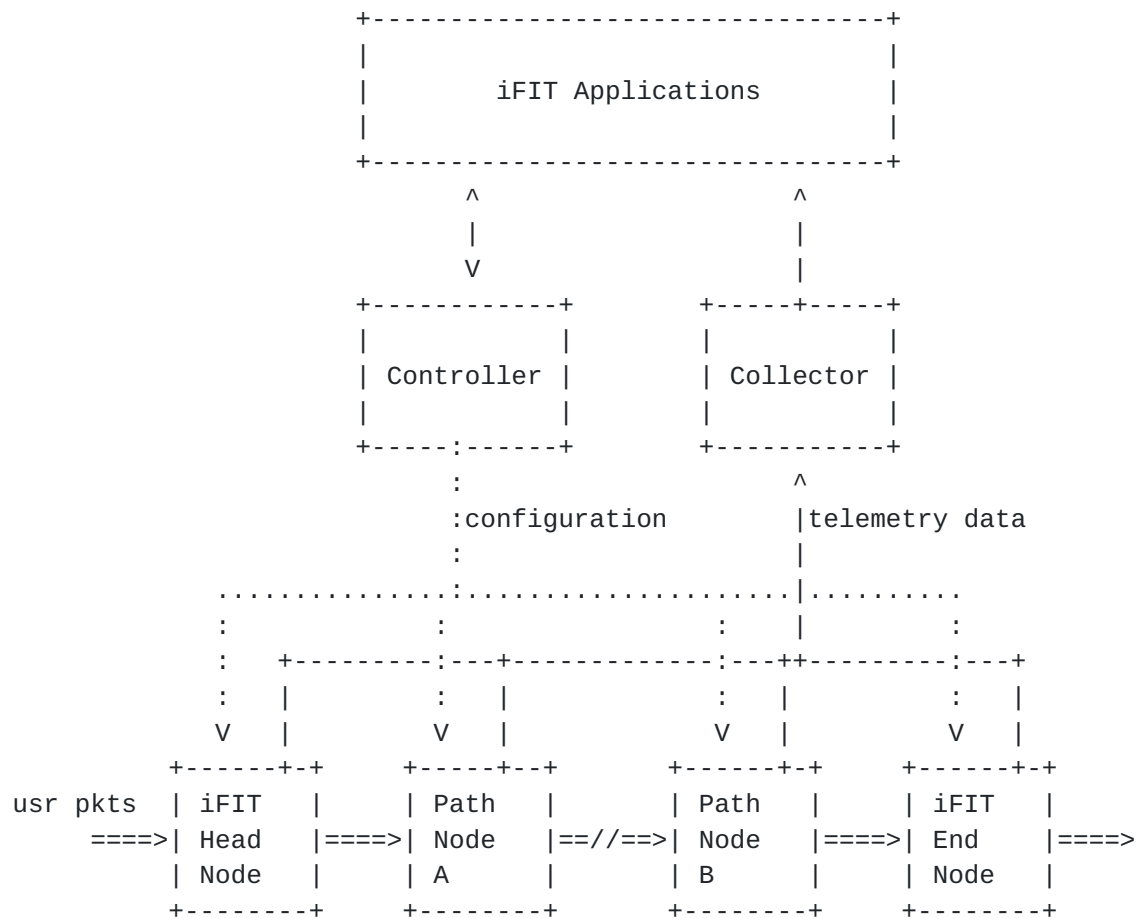 iFIT Applications
Controller
Collector
configuration
telemetry data
usr pkts
iFIT Head Node
Path Node A
Path Node B
iFIT End Node